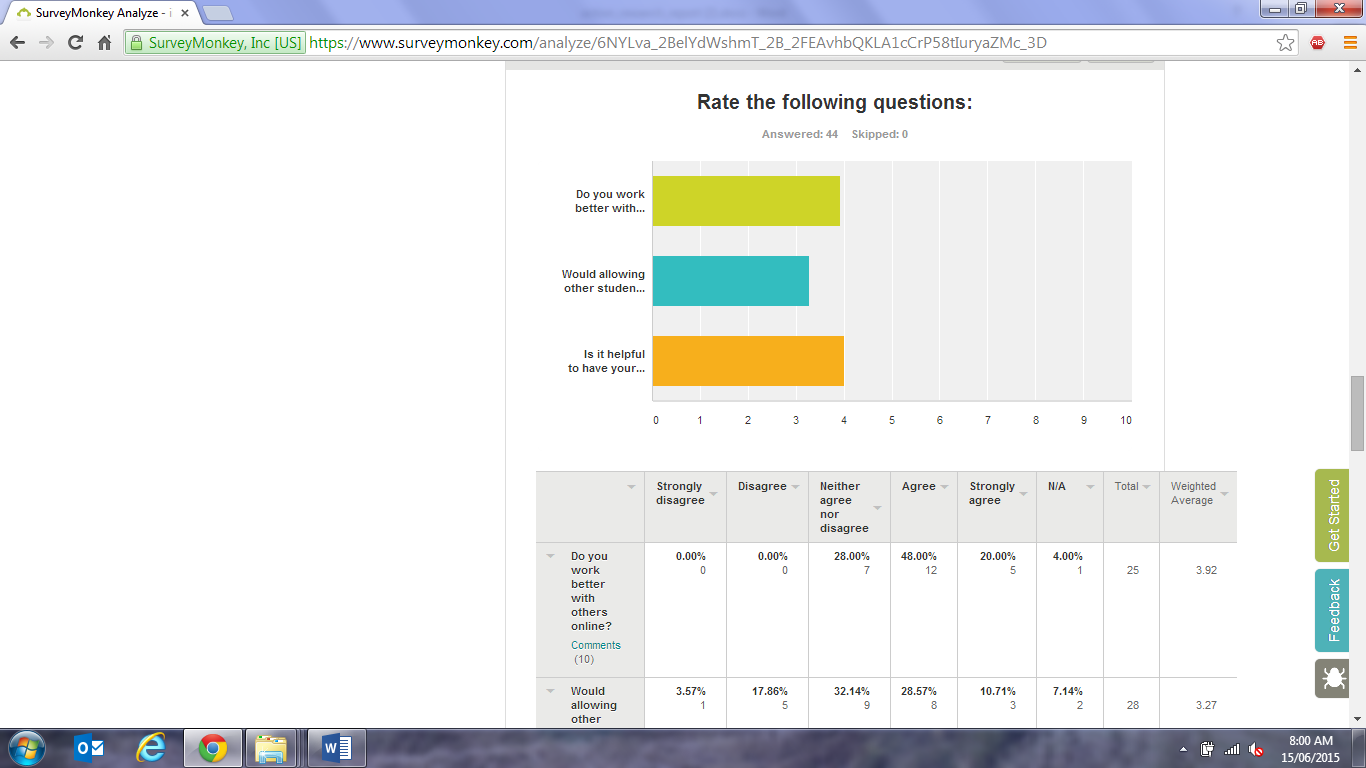 SurveyMonkey Analyze - i
SurveyMonkey, Inc [US] https://www.surveymonkey.com/analyze/6NYLva_2BelYdWshmT_2B_2FEAvhbQKLA1cCrP58tIuryaZMc_3D
ABP
Rate the following questions:
Answered: 44 Skipped: 0
Do you work
better with...
Would allowing
other studen...
Is it helpful
to have your...
0 1 2 3 4 5 6 7 8 9 10
Strongly
disagree
Disagree
Neither
agree
nor
disagree
Agree
Strongly
agree
N/A
Total
Weighted
Average
Do you
work
better
with
others
online?
Comments
(10)
0.00% 0.00% 28.00% 48.00% 20.00% 4.00%
0 0 7 12 5 1 25 3.92
Would
allowing
other
3.57% 17.86% 32.14% 28.57% 10.71% 7.14%
1 5 9 8 3 2 28 3.27
Get Started
Feedback
8:00 AM
15/06/2015